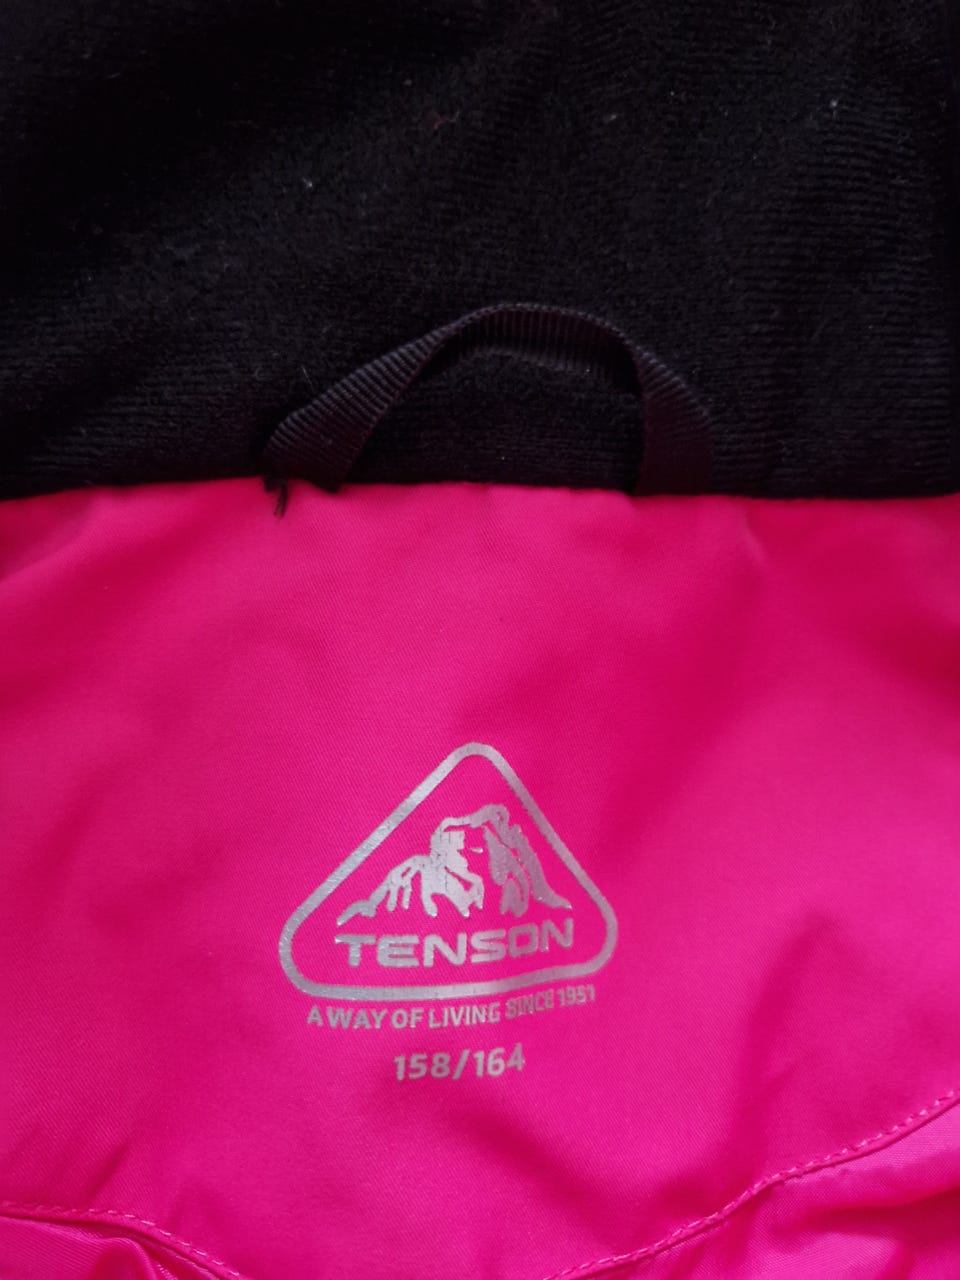 TENSON
A WAY OF LIVING SINCE 1951
158/164